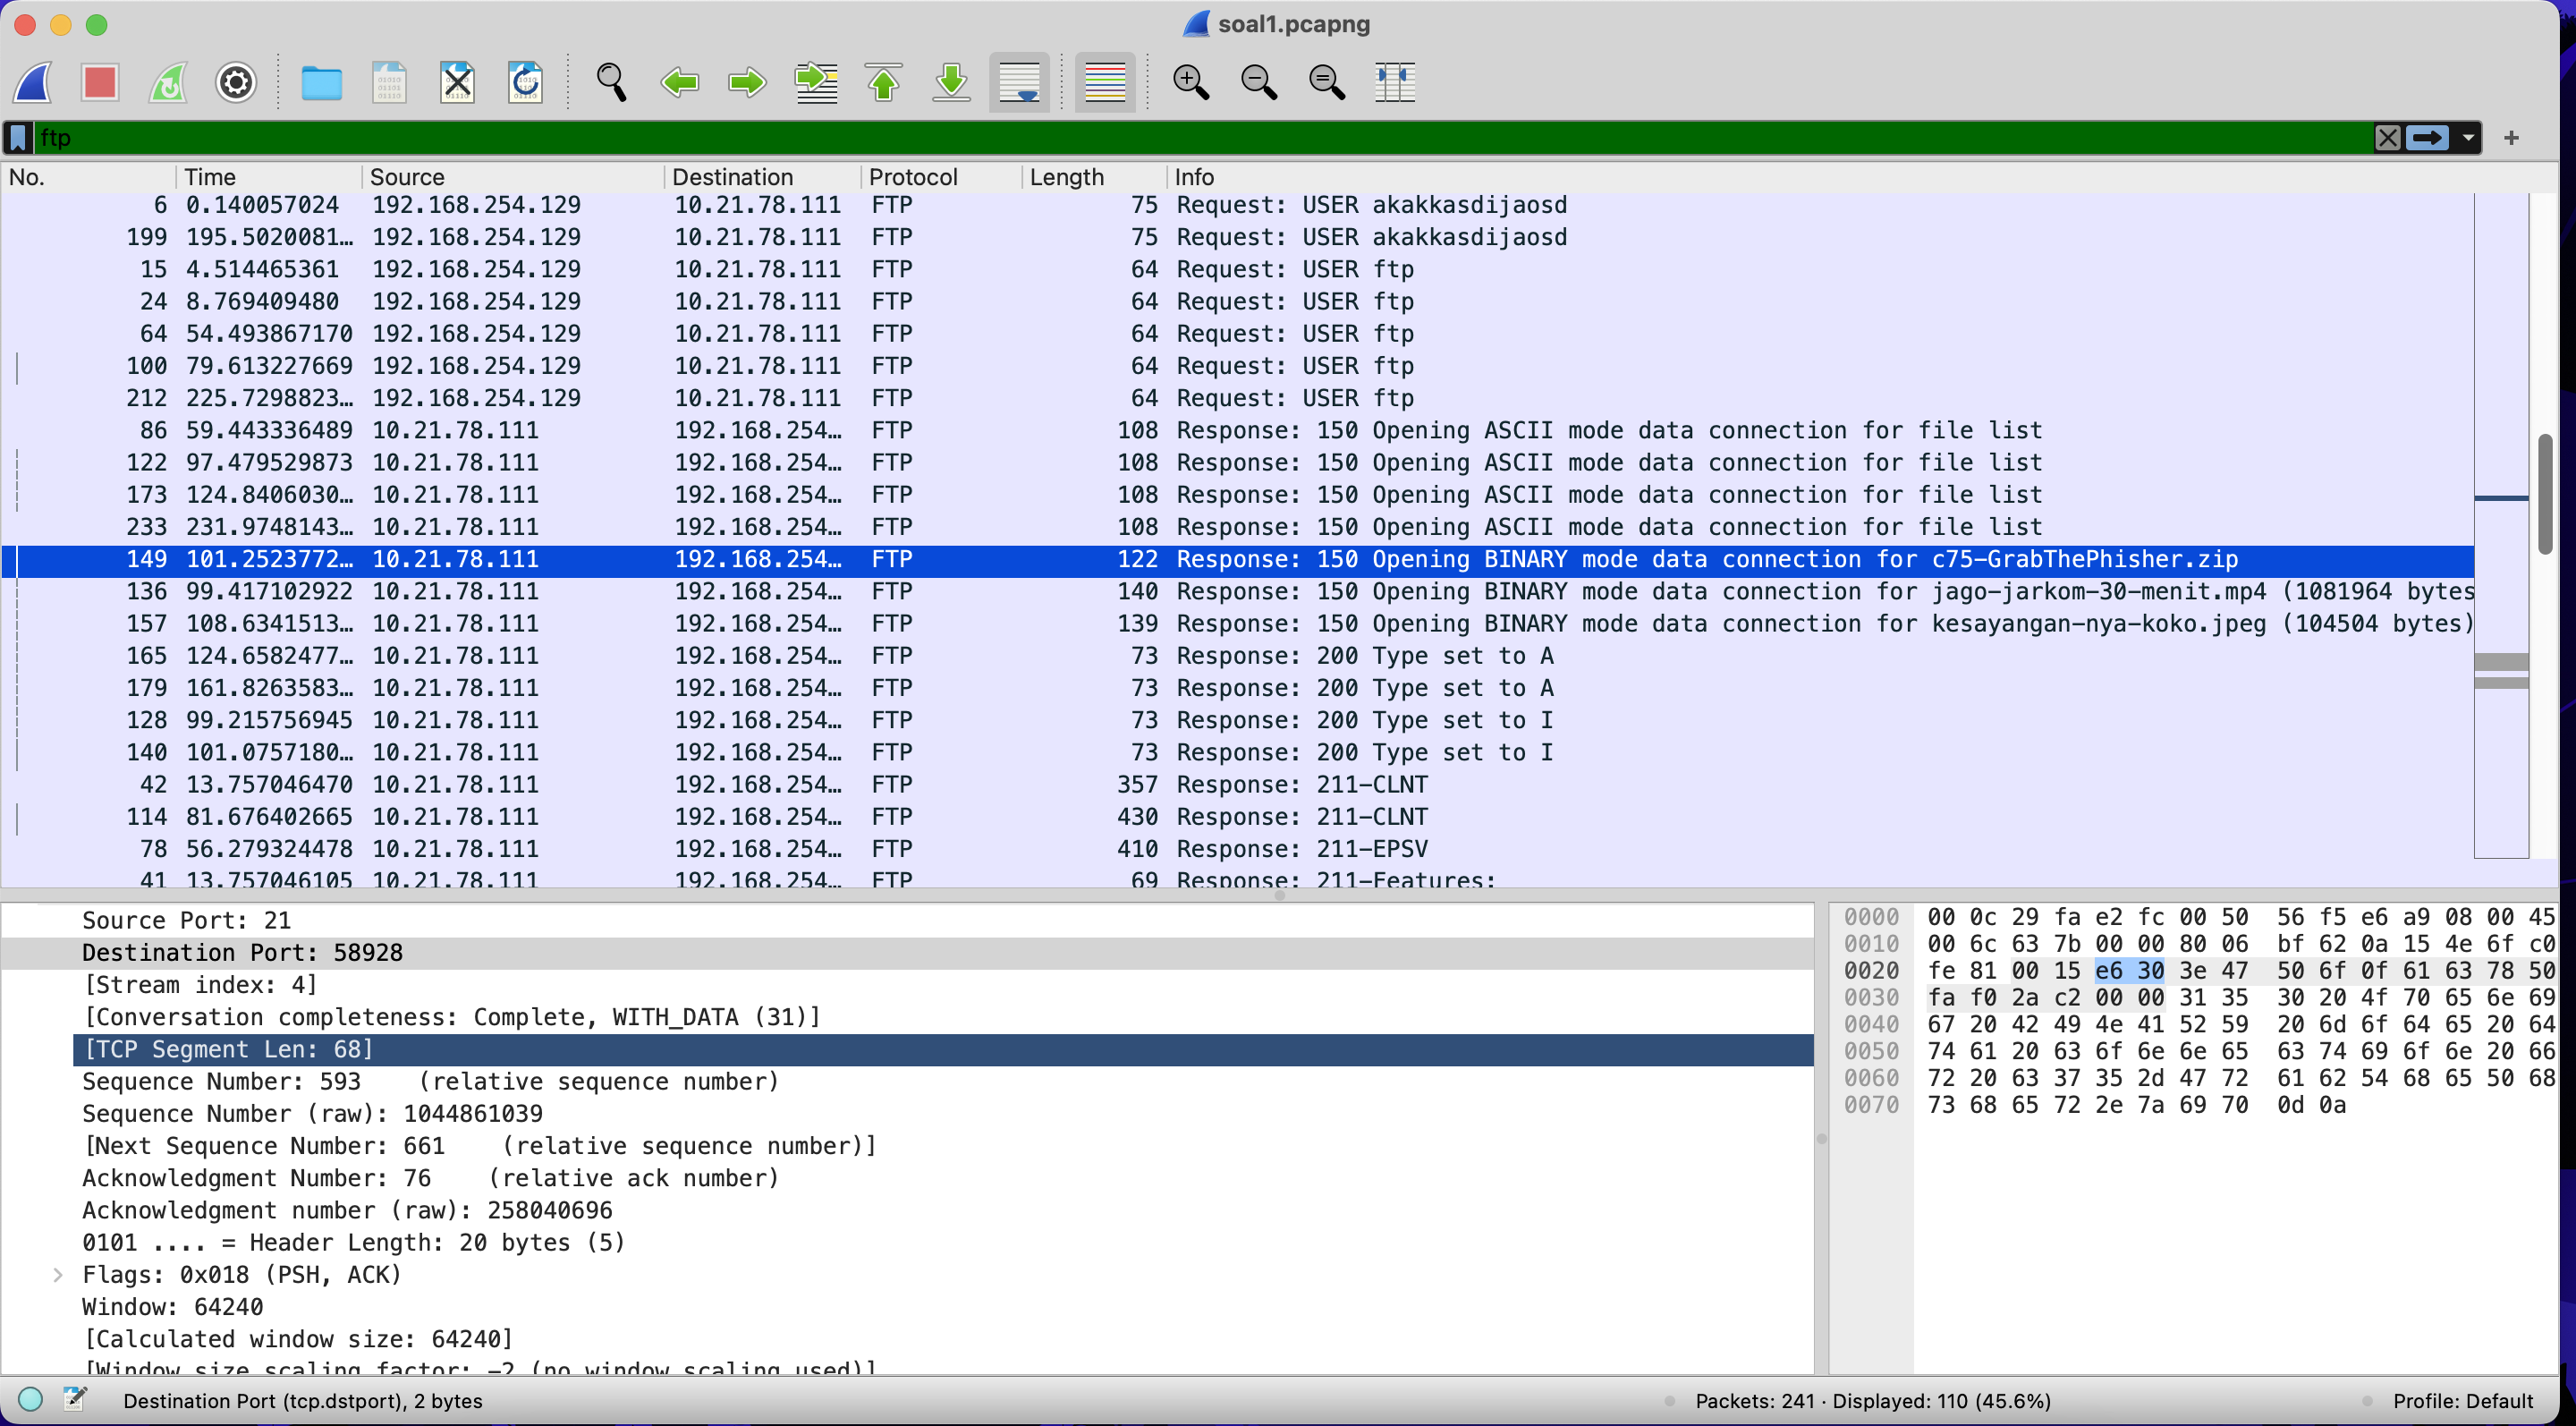 soal1.pcapng
ftp
No. Time Source Destination Protocol Length Info
6 0.140057024 192.168.254.129 10.21.78.111 FTP 75 Request: USER akakkasdijaosd
199 195.5020081… 192.168.254.129 10.21.78.111 FTP 75 Request: USER akakkasdijaosd
15 4.514465361 192.168.254.129 10.21.78.111 FTP 64 Request: USER ftp
24 8.769409480 192.168.254.129 10.21.78.111 FTP 64 Request: USER ftp
64 54.493867170 192.168.254.129 10.21.78.111 FTP 64 Request: USER ftp
100 79.613227669 192.168.254.129 10.21.78.111 FTP 64 Request: USER ftp
212 225.7298823… 192.168.254.129 10.21.78.111 FTP 64 Request: USER ftp
86 59.443336489 10.21.78.111 192.168.254… FTP 108 Response: 150 Opening ASCII mode data connection for file list
122 97.479529873 10.21.78.111 192.168.254… FTP 108 Response: 150 Opening ASCII mode data connection for file list
173 124.8406030… 10.21.78.111 192.168.254… FTP 108 Response: 150 Opening ASCII mode data connection for file list
233 231.9748143… 10.21.78.111 192.168.254… FTP 108 Response: 150 Opening ASCII mode data connection for file list
149 101.2523772… 10.21.78.111 192.168.254… FTP 122 Response: 150 Opening BINARY mode data connection for c75-GrabThePhisher.zip
136 99.417102922 10.21.78.111 192.168.254… FTP 140 Response: 150 Opening BINARY mode data connection for jago-jarkom-30-menit.mp4 (1081964 bytes
157 108.6341513… 10.21.78.111 192.168.254… FTP 139 Response: 150 Opening BINARY mode data connection for kesayangan-nya-koko.jpeg (104504 bytes)
165 124.6582477… 10.21.78.111 192.168.254… FTP 73 Response: 200 Type set to A
179 161.8263583… 10.21.78.111 192.168.254… FTP 73 Response: 200 Type set to A
128 99.215756945 10.21.78.111 192.168.254… FTP 73 Response: 200 Type set to I
140 101.0757180… 10.21.78.111 192.168.254… FTP 73 Response: 200 Type set to I
42 13.757046470 10.21.78.111 192.168.254… FTP 357 Response: 211-CLNT
114 81.676402665 10.21.78.111 192.168.254… FTP 430 Response: 211-CLNT
78 56.279324478 10.21.78.111 192.168.254… FTP 410 Response: 211-EPSV
41 13.757046105 10.21.78.111 192.168.254… FTP 69 Response: 211-Features:
Source Port: 21
Destination Port: 58928
[Stream index: 4]
[Conversation completeness: Complete, WITH_DATA (31)]
[TCP Segment Len: 68]
Sequence Number: 593 (relative sequence number)
Sequence Number (raw): 1044861039
[Next Sequence Number: 661 (relative sequence number)]
Acknowledgment Number: 76 (relative ack number)
Acknowledgment number (raw): 258040696
0101 .... = Header Length: 20 bytes (5)
Flags: 0x018 (PSH, ACK)
Window: 64240
[Calculated window size: 64240]
[Window size scaling factor: -2 (no window scaling used)]
0000 00 0c 29 fa e2 fc 00 50 56 f5 e6 a9 08 00 45
0010 00 6c 63 7b 00 00 80 06 bf 62 0a 15 4e 6f c0
0020 fe 81 00 15 e6 30 3e 47 50 6f 0f 61 63 78 50
0030 fa f0 2a c2 00 00 31 35 30 20 4f 70 65 6e 69
0040 67 20 42 49 4e 41 52 59 20 6d 6f 64 65 20 64
0050 74 61 20 63 6f 6e 6e 65 63 74 69 6f 6e 20 66
0060 72 20 63 37 35 2d 47 72 61 62 54 68 65 50 68
0070 73 68 65 72 2e 7a 69 70 0d 0a
Destination Port (tcp.dstport), 2 bytes
Packets: 241 · Displayed: 110 (45.6%)
Profile: Default